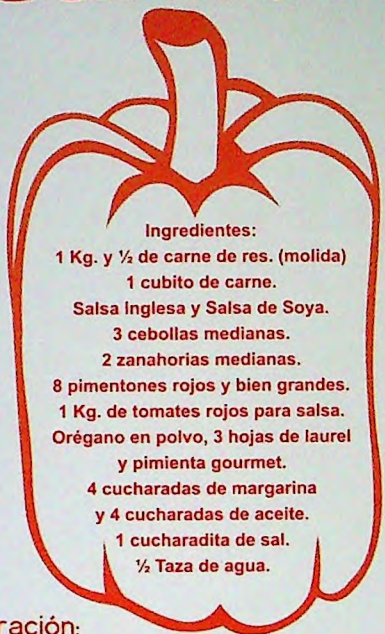 Ingredientes:
1 Kg. y ½ de carne de res. (molida)
1 cubito de carne.
Salsa Inglesa y Salsa de Soya.
3 cebollas medianas.
2 zanahorias medianas.
8 pimentones rojos y bien grandes.
1 Kg. de tomates rojos para salsa.
Orégano en polvo, 3 hojas de laurel
y pimienta gourmet.
4 cucharadas de margarina
y 4 cucharadas de aceite.
1 cucharadita de sal.
½ Taza de agua.
ración: